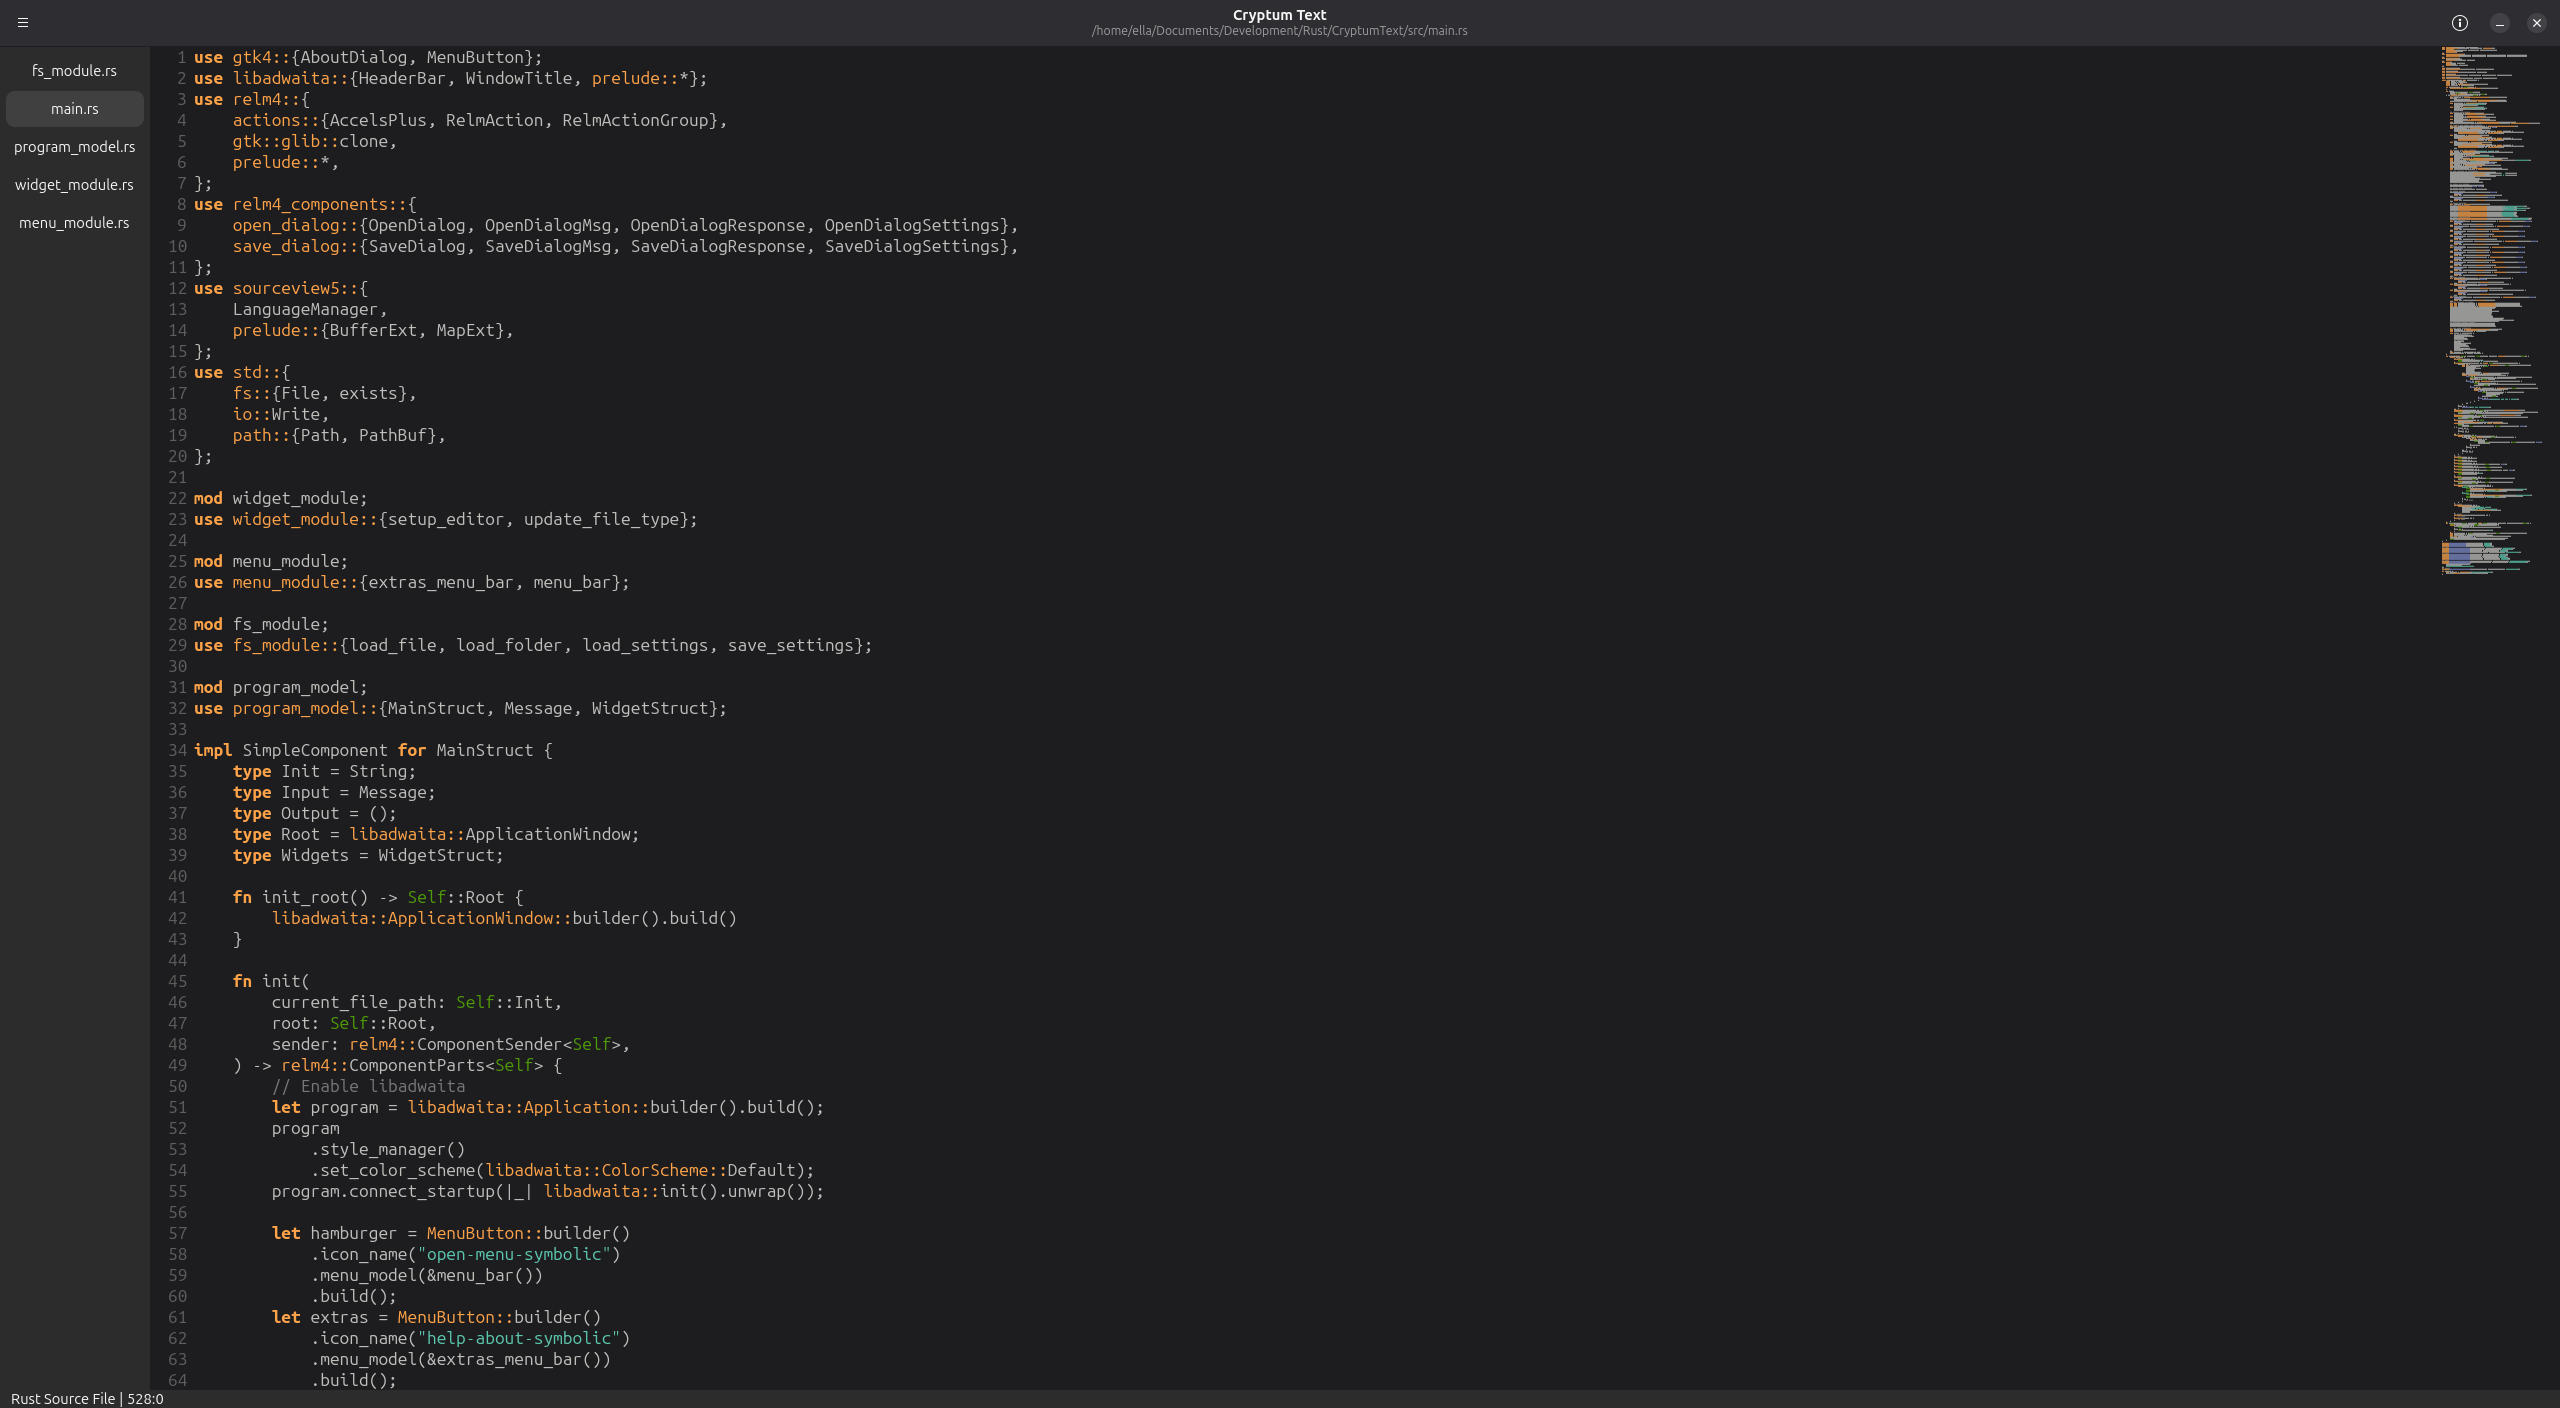 Cryptum Text
/home/ella/Documents/Development/Rust/CryptumText/src/main.rs
fs_module.rs
main.rs
program_model.rs
widget_module.rs
menu_module.rs
1 use gtk4::{AboutDialog, MenuButton};
2 use libadwaita::{HeaderBar, WindowTitle, prelude::*};
3 use relm4::{
4     actions::{AccelsPlus, RelmAction, RelmActionGroup},
5     gtk::glib::clone,
6     prelude::*,
7 };
8 use relm4_components::{
9     open_dialog::{OpenDialog, OpenDialogMsg, OpenDialogResponse, OpenDialogSettings},
10     save_dialog::{SaveDialog, SaveDialogMsg, SaveDialogResponse, SaveDialogSettings},
11 };
12 use sourceview5::{
13     LanguageManager,
14     prelude::{BufferExt, MapExt},
15 };
16 use std::{
17     fs::{File, exists},
18     io::Write,
19     path::{Path, PathBuf},
20 };
21
22 mod widget_module;
23 use widget_module::{setup_editor, update_file_type};
24
25 mod menu_module;
26 use menu_module::{extras_menu_bar, menu_bar};
27
28 mod fs_module;
29 use fs_module::{load_file, load_folder, load_settings, save_settings};
30
31 mod program_model;
32 use program_model::{MainStruct, Message, WidgetStruct};
33
34 impl SimpleComponent for MainStruct {
35     type Init = String;
36     type Input = Message;
37     type Output = ();
38     type Root = libadwaita::ApplicationWindow;
39     type Widgets = WidgetStruct;
40
41     fn init_root() -> Self::Root {
42         libadwaita::ApplicationWindow::builder().build()
43     }
44
45     fn init(
46         current_file_path: Self::Init,
47         root: Self::Root,
48         sender: relm4::ComponentSender<Self>,
49     ) -> relm4::ComponentParts<Self> {
50         // Enable libadwaita
51         let program = libadwaita::Application::builder().build();
52         program
53             .style_manager()
54             .set_color_scheme(libadwaita::ColorScheme::Default);
55         program.connect_startup(|_| libadwaita::init().unwrap());
56
57         let hamburger = MenuButton::builder()
58             .icon_name("open-menu-symbolic")
59             .menu_model(&menu_bar())
60             .build();
61         let extras = MenuButton::builder()
62             .icon_name("help-about-symbolic")
63             .menu_model(&extras_menu_bar())
64             .build();
Rust Source File | 528:0